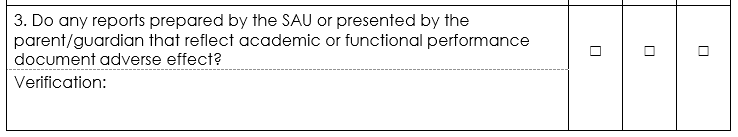 3. Do any reports prepared by the SAU or presented by the
parent/guardian that reflect academic or functional performance
document adverse effect?
Verification: